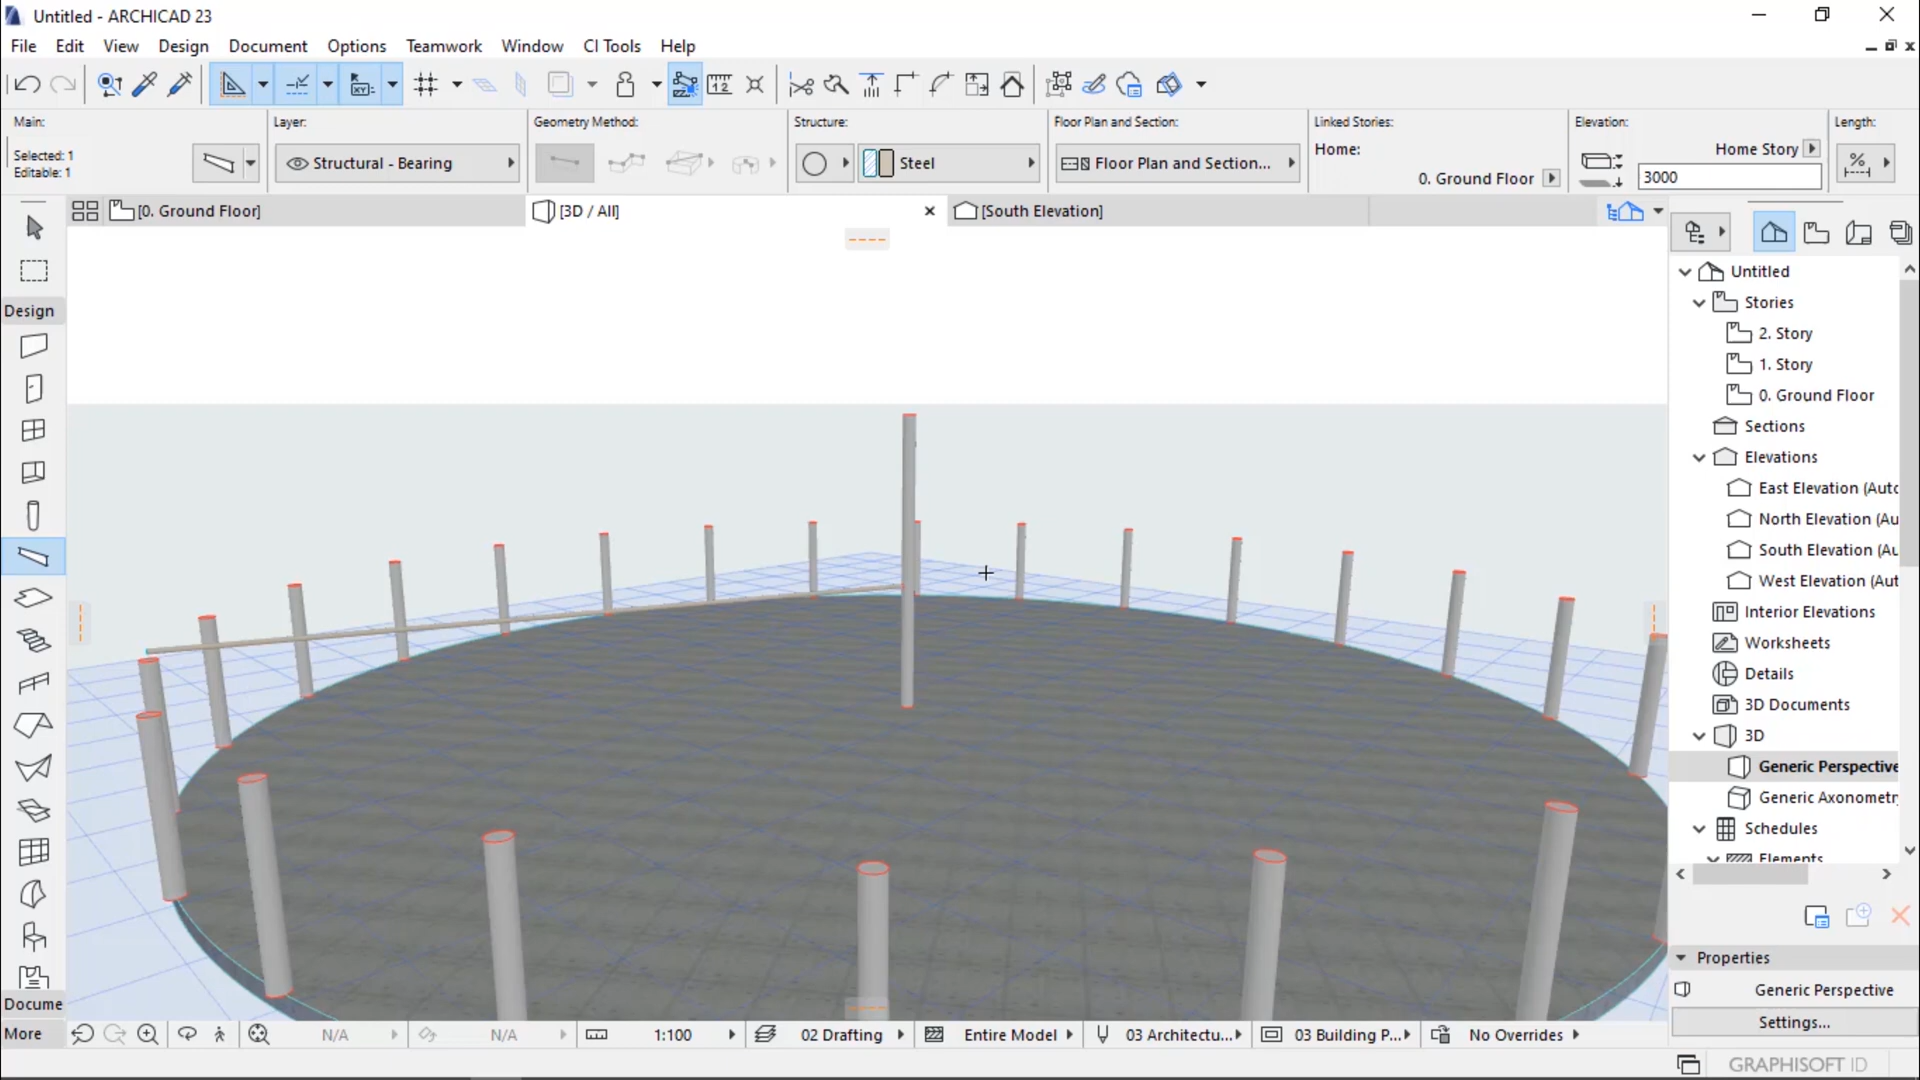 Untitled - ARCHICAD 23
File Edit View Design Document Options Teamwork Window CI Tools Help
Main: Layer: Geometry Method: Structure: Floor Plan and Section: Linked Stories: Elevation: Length:
Selected: 1
Editable: 1
Structural - Bearing
Steel
Floor Plan and Section...
Home:
0. Ground Floor
Home Story
3000
[0. Ground Floor] [3D / All] [South Elevation]
Design
Untitled
Stories
2. Story
1. Story
0. Ground Floor
Sections
Elevations
East Elevation (Auto
North Elevation (Au
South Elevation (Au
West Elevation (Aut
Interior Elevations
Worksheets
Details
3D Documents
3D
Generic Perspective
Generic Axonometr
Schedules
Elements
Properties
Generic Perspective
Settings...
Docume
More
N/A N/A 1:100 02 Drafting Entire Model 03 Architectu... 03 Building P... No Overrides
GRAPHISOFT ID